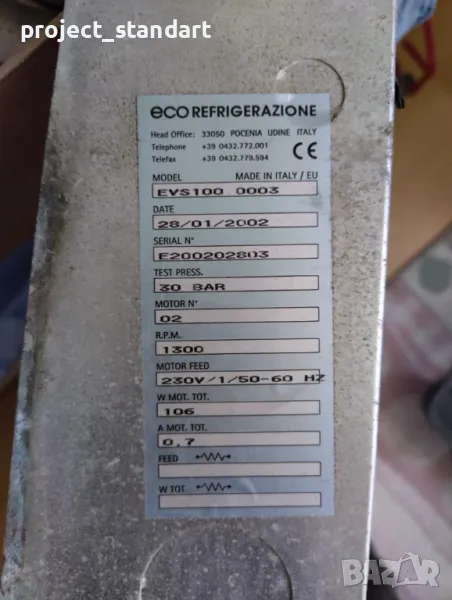 project_standart
eco REFRIGERAZIONE
Head Office: 33050 POCENIA UDINE ITALY
Telephone +39 0432.772.001
Telefax +39 0432.779.594
CE
MODEL MADE IN ITALY / EU
EVS100 0003
DATE
28/01/2002
SERIAL N°
E200202803
TEST PRESS.
30 BAR
MOTOR N°
02
R.P.M.
1300
MOTOR FEED
230V/1/50-60 HZ
W MOT. TOT.
106
A MOT. TOT.
0,7
FEED
W TOT.
BAZAR